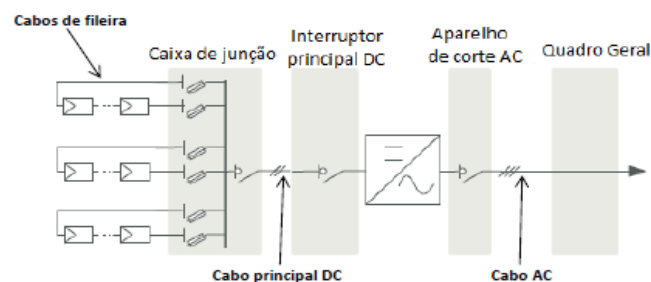 Cabos de fileira
Caixa de junção
Interruptor
principal DC
Aparelho
de corte AC
Quadro Geral
Cabo principal DC
Cabo AC